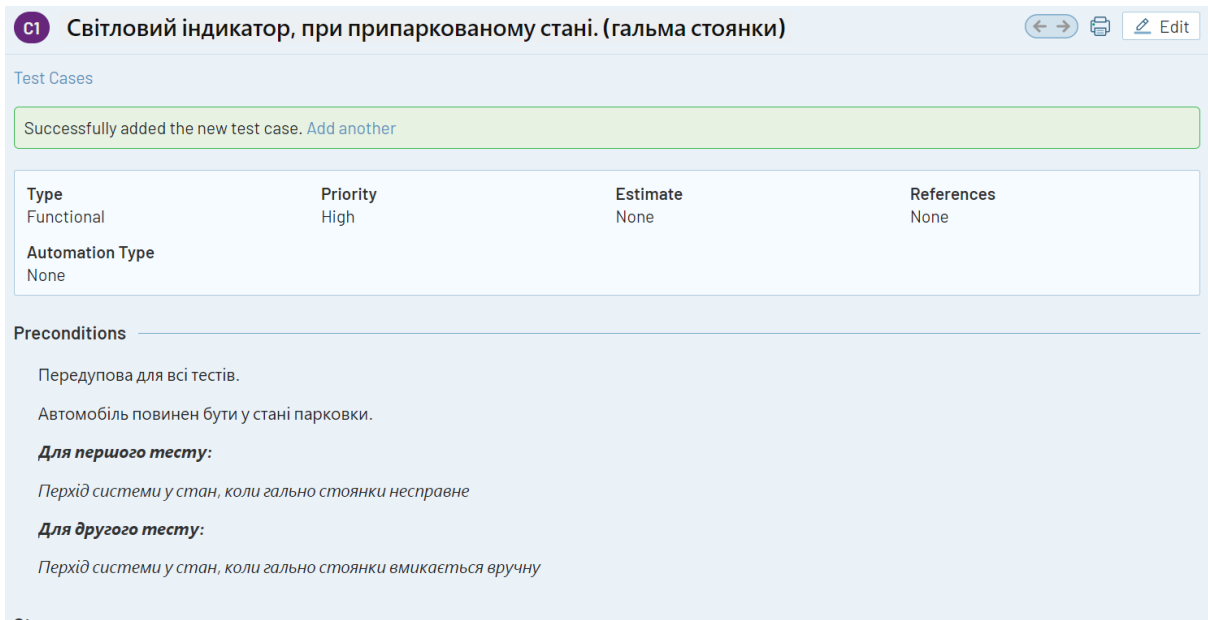 C1 Світловий індикатор, при припаркованому стані. (гальма стоянки) Edit
Test Cases
Successfully added the new test case. Add another
Type Priority Estimate References
Functional High None None
Automation Type
None
Preconditions
Передупова для всі тестів.
Автомобіль повинен бути у стані парковки.
Для першого тесту:
Перхід системи у стан, коли гально стоянки несправне
Для другого тесту:
Перхід системи у стан, коли гально стоянки вмикається вручну